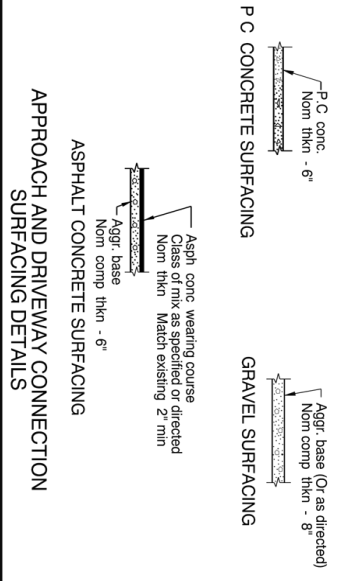 P.C conc.
Nom thkn - 6"
P C CONCRETE SURFACING
Aggr. base (Or as directed)
Nom comp thkn - 8"
GRAVEL SURFACING
Asph conc wearing course
Class of mix as specified or directed
Nom thkn Match existing 2" min
Aggr. base
Nom comp thkn - 6"
ASPHALT CONCRETE SURFACING
APPROACH AND DRIVEWAY CONNECTION
SURFACING DETAILS